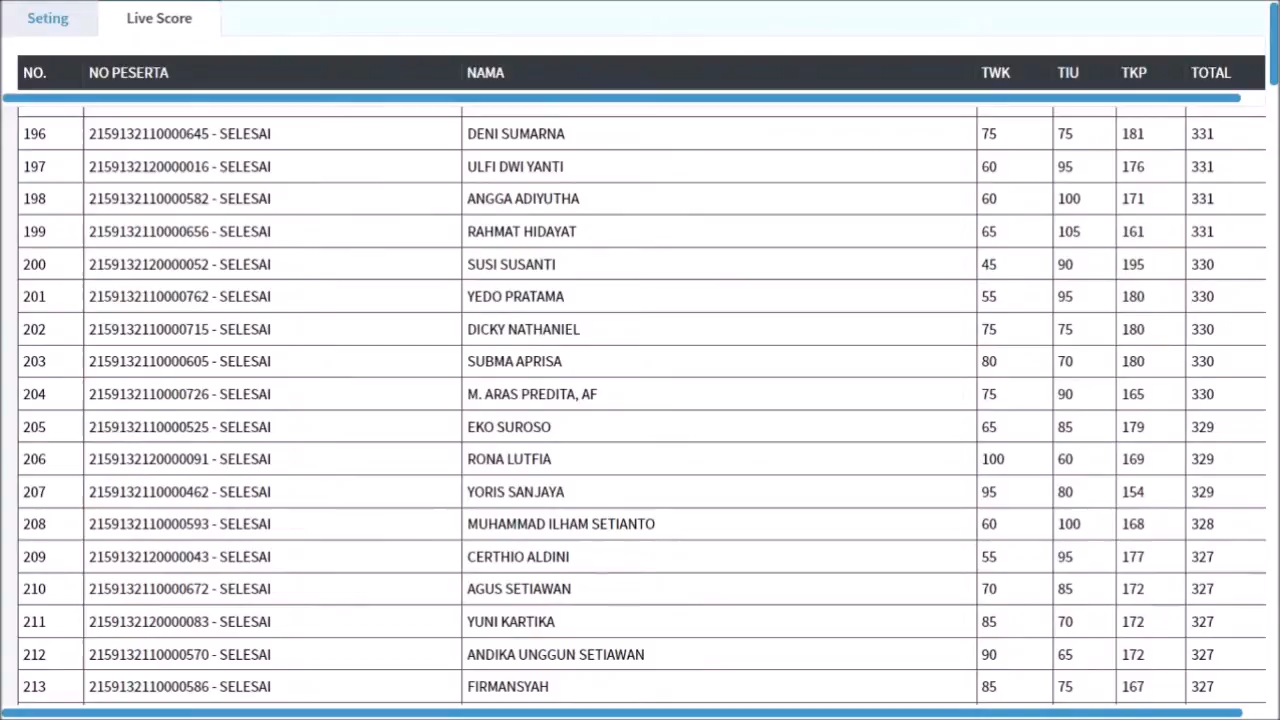 Seting Live Score
NO. NO PESERTA NAMA TWK TIU TKP TOTAL
196 2159132110000645 - SELESAI DENI SUMARNA 75 75 181 331
197 2159132120000016 - SELESAI ULFI DWI YANTI 60 95 176 331
198 2159132110000582 - SELESAI ANGGA ADIYUTHA 60 100 171 331
199 2159132110000656 - SELESAI RAHMAT HIDAYAT 65 105 161 331
200 2159132120000052 - SELESAI SUSI SUSANTI 45 90 195 330
201 2159132110000762 - SELESAI YEDO PRATAMA 55 95 180 330
202 2159132110000715 - SELESAI DICKY NATHANIEL 75 75 180 330
203 2159132110000605 - SELESAI SUBMA APRISA 80 70 180 330
204 2159132110000726 - SELESAI M. ARAS PREDITA, AF 75 90 165 330
205 2159132110000525 - SELESAI EKO SUROSO 65 85 179 329
206 2159132120000091 - SELESAI RONA LUTFIA 100 60 169 329
207 2159132110000462 - SELESAI YORIS SANJAYA 95 80 154 329
208 2159132110000593 - SELESAI MUHAMMAD ILHAM SETIANTO 60 100 168 328
209 2159132120000043 - SELESAI CERTHIO ALDINI 55 95 177 327
210 2159132110000672 - SELESAI AGUS SETIAWAN 70 85 172 327
211 2159132120000083 - SELESAI YUNI KARTIKA 85 70 172 327
212 2159132110000570 - SELESAI ANDIKA UNGGUN SETIAWAN 90 65 172 327
213 2159132110000586 - SELESAI FIRMANSYAH 85 75 167 327